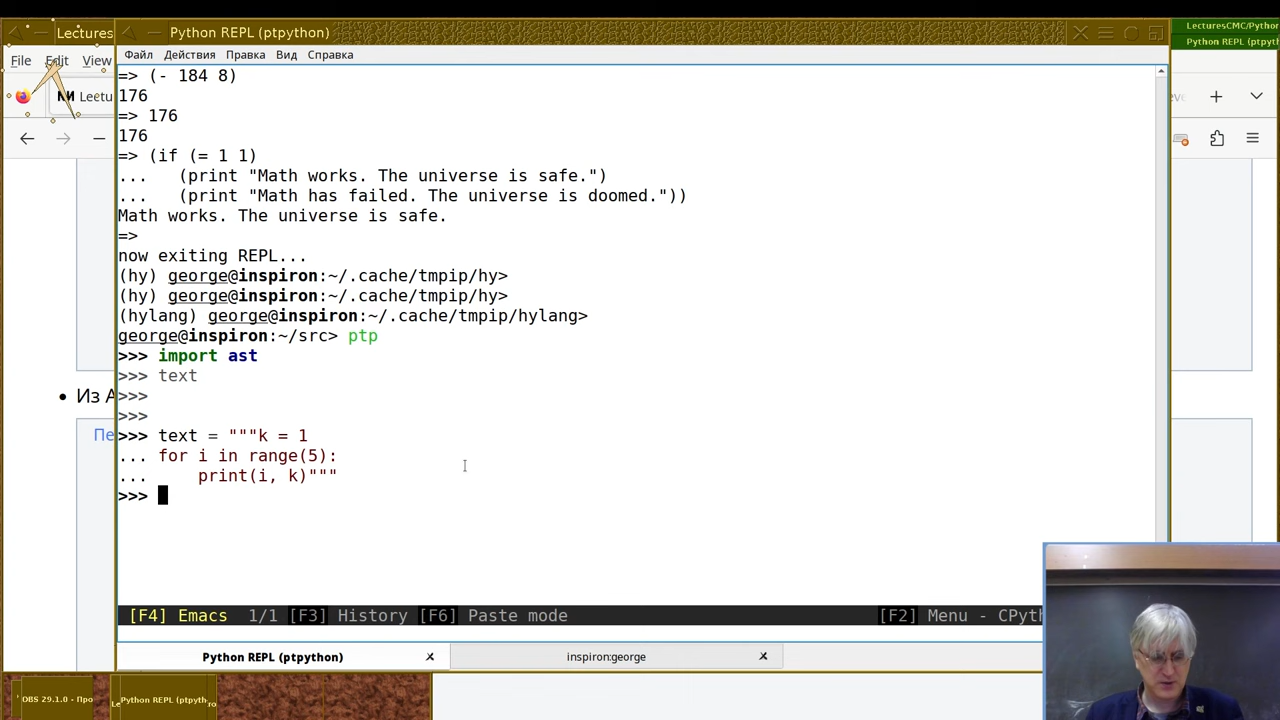 LecturesCMC/Python
Lectures
Python REPL (ptpython)
Python REPL (ptpyth
File Edit View
Файл Действия Правка Вид Справка
Lectu
=> (- 184 8)
176
=> 176
176
=> (if (= 1 1)
... (print "Math works. The universe is safe.")
... (print "Math has failed. The universe is doomed."))
Math works. The universe is safe.
=>
now exiting REPL...
(hy) george@inspiron:~/.cache/tmpip/hy>
(hy) george@inspiron:~/.cache/tmpip/hy>
(hylang) george@inspiron:~/.cache/tmpip/hylang>
george@inspiron:~/src> ptp
>>> import ast
>>> text
>>>
>>>
>>> text = """k = 1
... for i in range(5):
... print(i, k)"""
>>>
• Из A
Пе
[F4] Emacs 1/1 [F3] History [F6] Paste mode [F2] Menu - CPyth
Python REPL (ptpython) inspiron:george
OBS 29.1.0 - Про
Python REPL (ptpyth